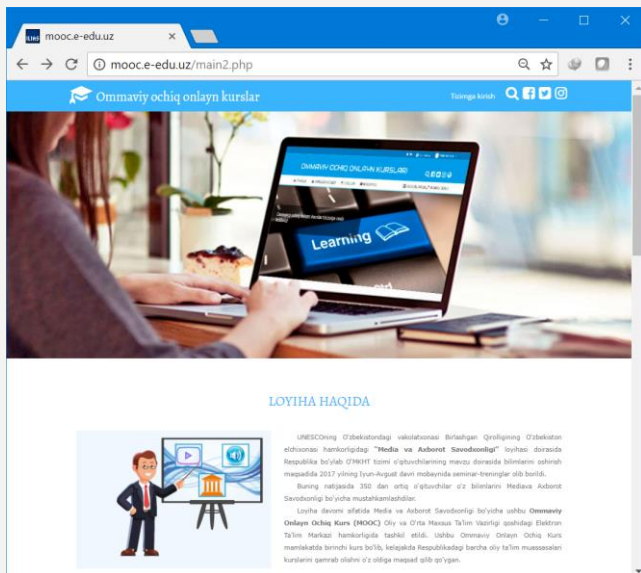 mooc.e-edu.uz
mooc.e-edu.uz/main2.php
Ommaviy ochiq onlayn kurslar
Tizimga kirish
OMMAVIY OCHIQ ONLAYN KURSLARI
Learning
LOYIHA HAQIDA
UNESCOning O'zbekistondagi vakolatxonasi Birlashgan Qirolligining O'zbekiston
elchixonasi hamkorligidagi "Media va Axborot Savodxonligi" loyihasi doirasida
Respublika bo'ylab O'MKHT tizimi o'qituvchilarining mavzu doirasida bilimlarini oshirish
maqsadida 2017 yilning Iyun-Avgust davri mobaynida seminar-treninglar olib borildi.
Buning natijasida 350 dan ortiq o'qituvchilar o'z bilimlarini Mediava Axborot
Savodxonligi bo'yicha mustahkamlashdilar.
Loyiha davomi sifatida Media va Axborot Savodxonligi bo'yicha ushbu Ommaviy
Onlayn Ochiq Kurs (MOOC) Oliy va O'rta Maxsus Ta'lim Vazirligi qoshidagi Elektron
Ta'lim Markazi hamkorligida tashkil etildi. Ushbu Ommaviy Onlayn Ochiq Kurs
mamlakatda birinchi kurs bo'lib, kelajakda Respublikadagi barcha oliy ta'lim muassasalari
kurslarini qamrab olishni o'z oldiga maqsad qilib qo'ygan.